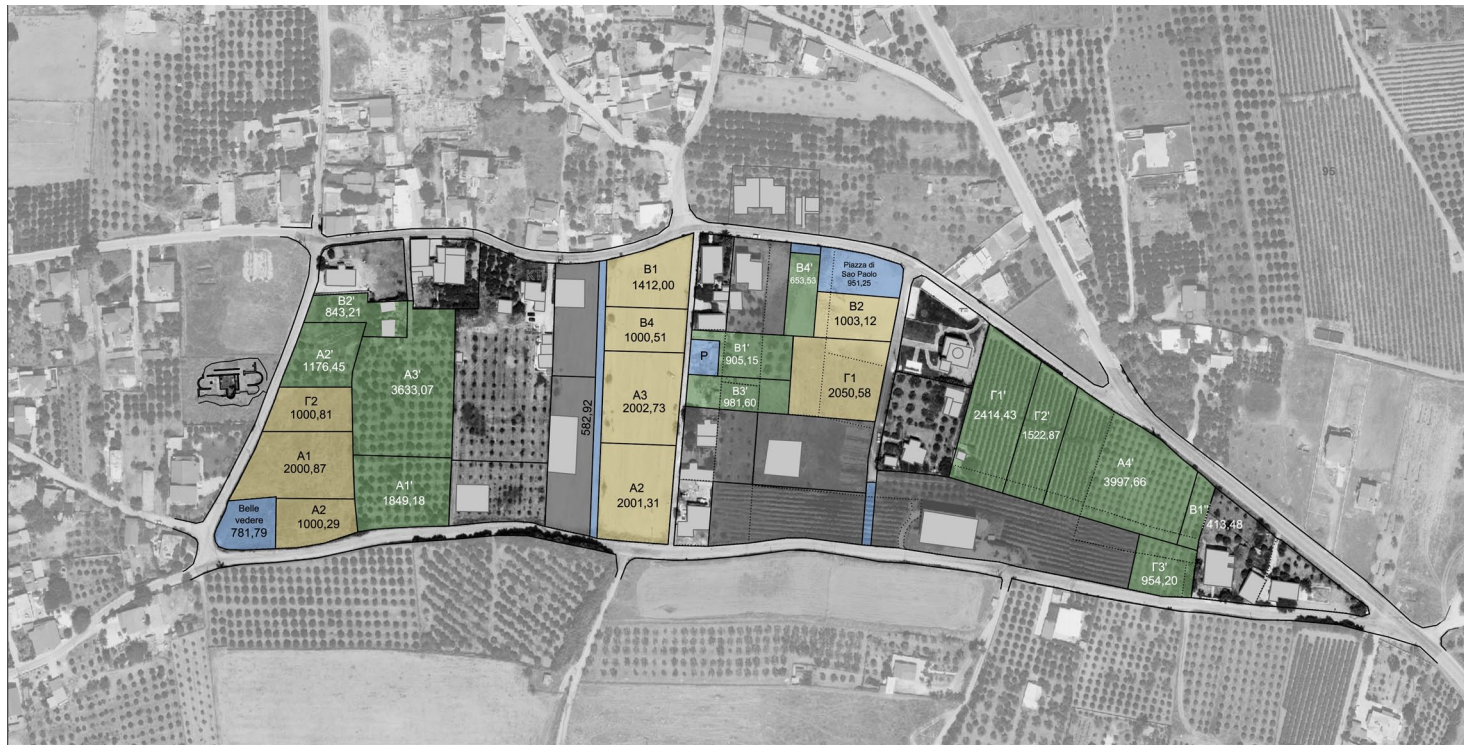 B2'
843,21
A2'
1176,45
A3'
3633,07
Γ2
1000,81
A1
2000,87
A1'
1849,18
Belle
vedere
781,79
A2
1000,29
582,92
B1
1412,00
B4
1000,51
A3
2002,73
A2
2001,31
P
B1'
905,15
B3'
981,60
B4'
653,53
Piazza di
Sao Paolo
951,25
B2
1003,12
Γ1
2050,58
Γ1'
2414,43
Γ2'
1522,87
A4'
3997,66
B1"
413,48
Γ3'
954,20
95